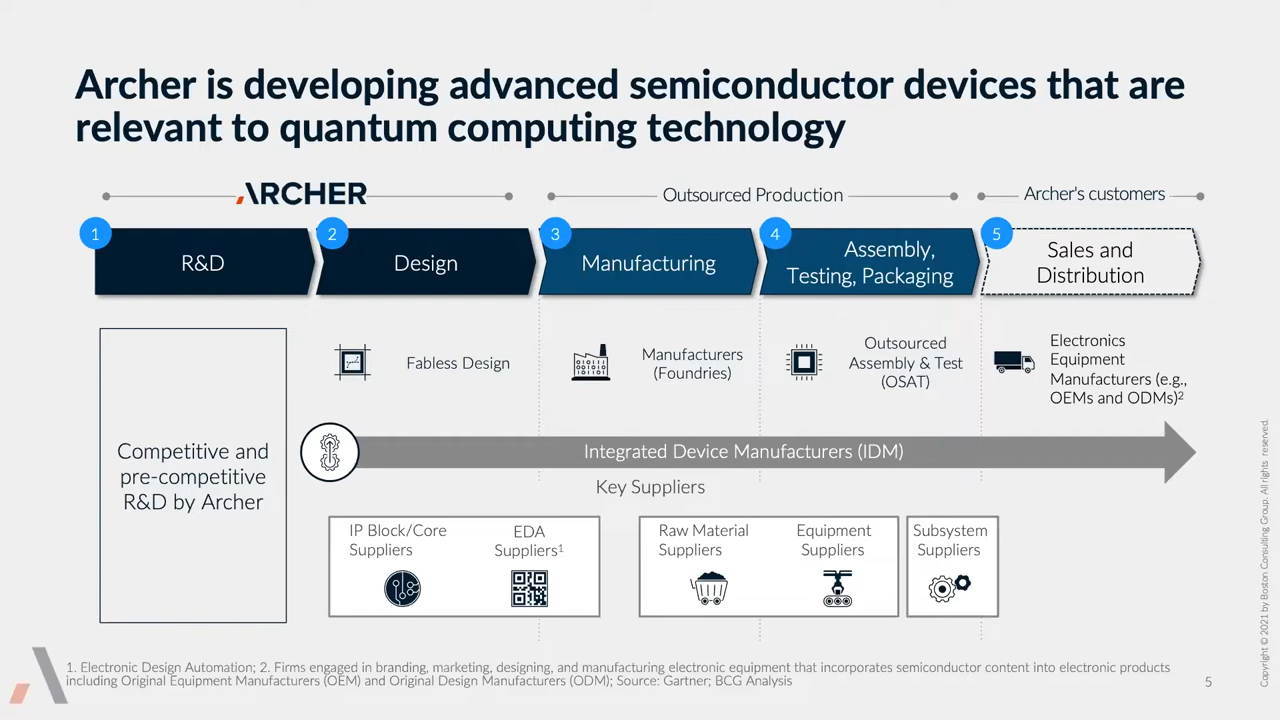 Archer is developing advanced semiconductor devices that are
relevant to quantum computing technology
ARCHER
Outsourced Production
Archer's customers
1
R&D
2
Design
3
Manufacturing
4
Assembly,
Testing, Packaging
5
Sales and
Distribution
Fabless Design
Manufacturers
(Foundries)
Outsourced
Assembly & Test
(OSAT)
Electronics
Equipment
Manufacturers (e.g.,
OEMs and ODMs)²
Competitive and
pre-competitive
R&D by Archer
Integrated Device Manufacturers (IDM)
Key Suppliers
IP Block/Core
Suppliers
EDA
Suppliers¹
Raw Material
Suppliers
Equipment
Suppliers
Subsystem
Suppliers
1. Electronic Design Automation; 2. Firms engaged in branding, marketing, designing, and manufacturing electronic equipment that incorporates semiconductor content into electronic products
including Original Equipment Manufacturers (OEM) and Original Design Manufacturer (ODM); Source: Gartner; BCG Analysis
5
Copyright © 2021 by Boston Consulting Group. All rights reserved.